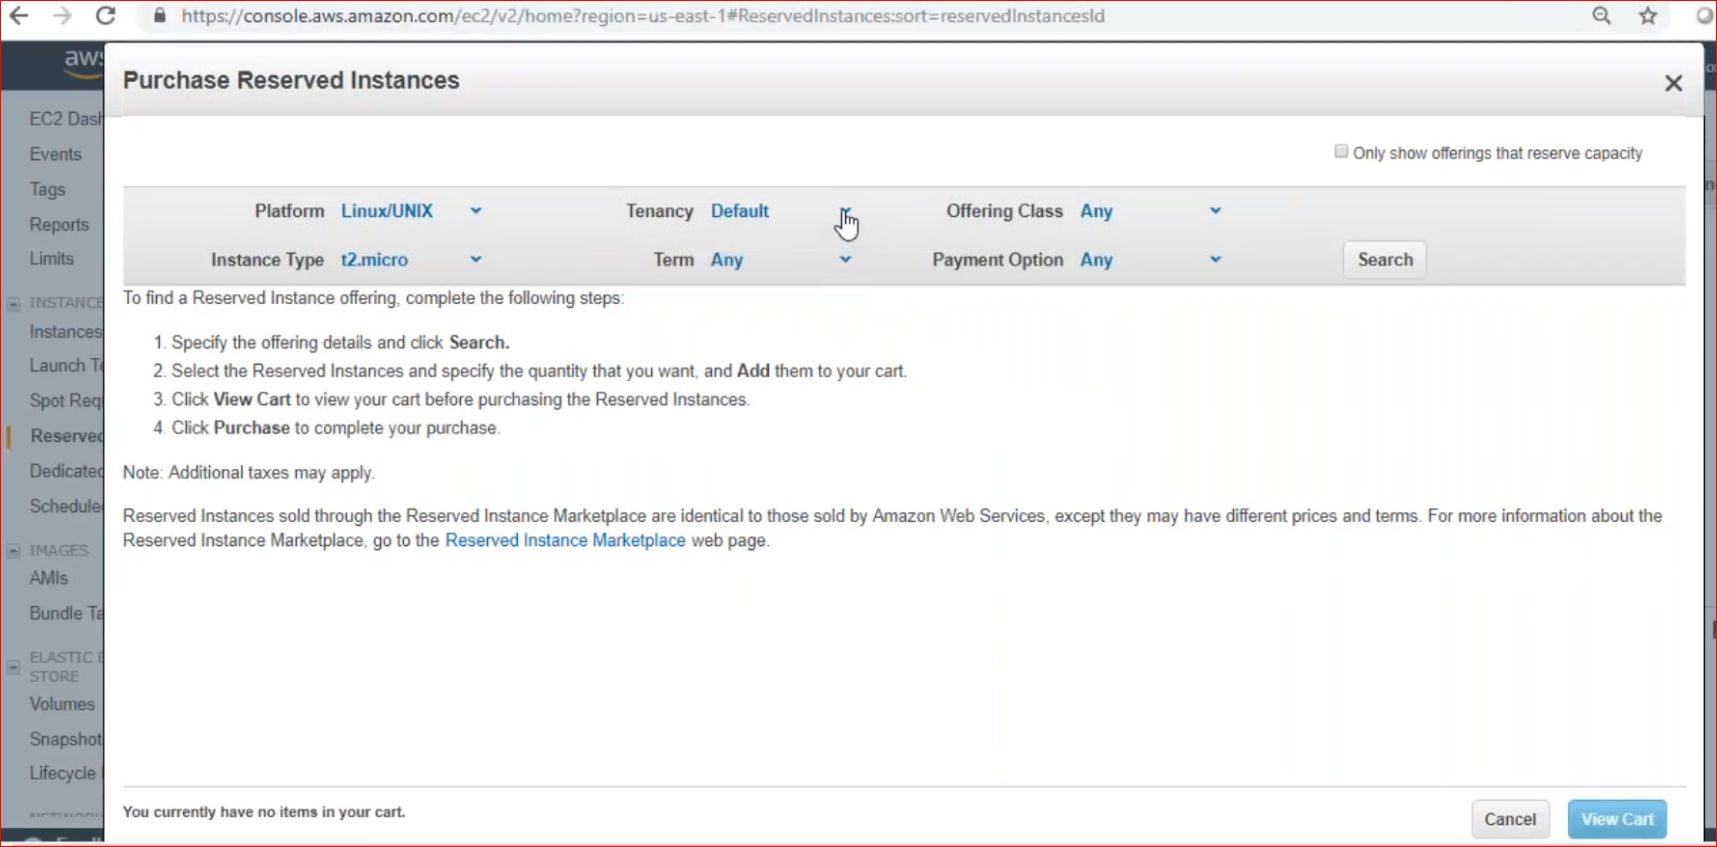 https://console.aws.amazon.com/ec2/v2/home?region=us-east-1#ReservedInstances:sort=reservedInstancesId
aws
Purchase Reserved Instances
EC2 Dash
Events
Tags
Reports
Limits
INSTANCE
Instances
Launch Te
Spot Req
Reserved
Dedicated
Scheduled
IMAGES
AMIs
Bundle Ta
ELASTIC B
STORE
Volumes
Snapshot
Lifecycle
Only show offerings that reserve capacity
Platform Linux/UNIX Tenancy Default Offering Class Any
Instance Type t2.micro Term Any Payment Option Any Search
To find a Reserved Instance offering, complete the following steps:
1. Specify the offering details and click Search.
2. Select the Reserved Instances and specify the quantity that you want, and Add them to your cart.
3. Click View Cart to view your cart before purchasing the Reserved Instances.
4. Click Purchase to complete your purchase.
Note: Additional taxes may apply.
Reserved Instances sold through the Reserved Instance Marketplace are identical to those sold by Amazon Web Services, except they may have different prices and terms. For more information about the
Reserved Instance Marketplace, go to the Reserved Instance Marketplace web page.
You currently have no items in your cart.
Cancel View Cart